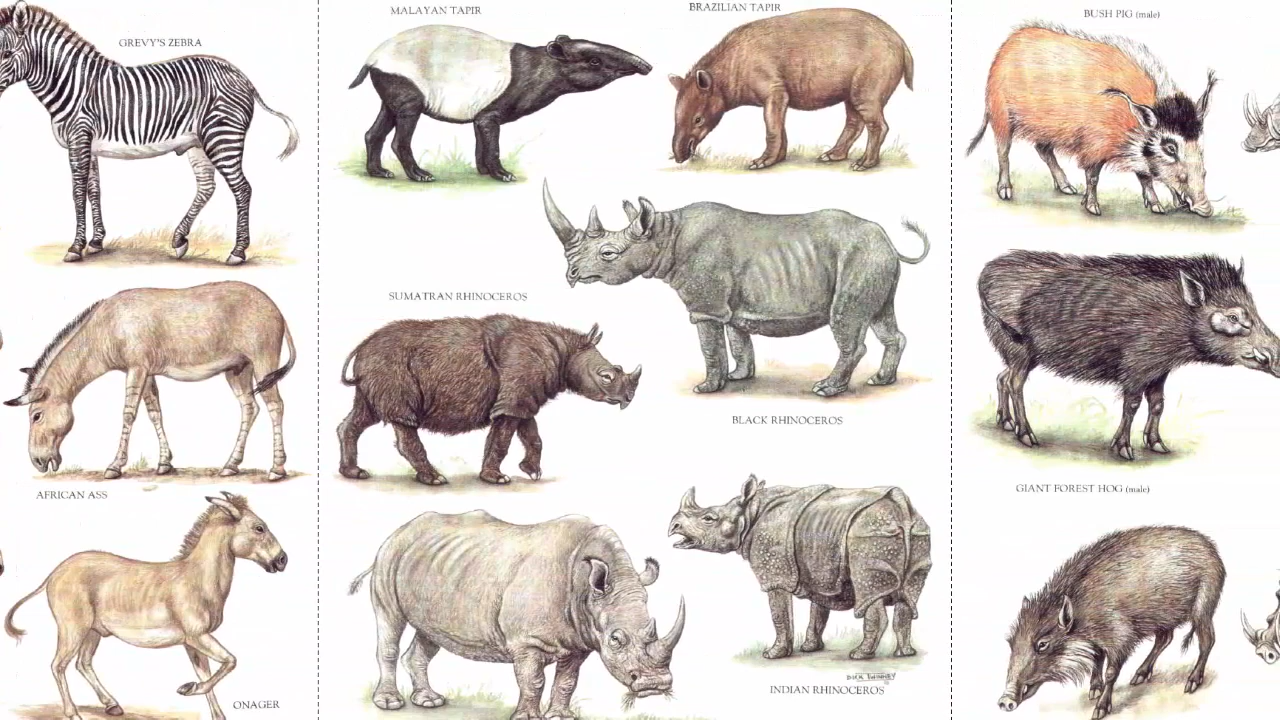 GREVY'S ZEBRA
AFRICAN ASS
ONAGER
MALAYAN TAPIR
BRAZILIAN TAPIR
SUMATRAN RHINOCEROS
BLACK RHINOCEROS
INDIAN RHINOCEROS
BUSH PIG (male)
GIANT FOREST HOG (male)